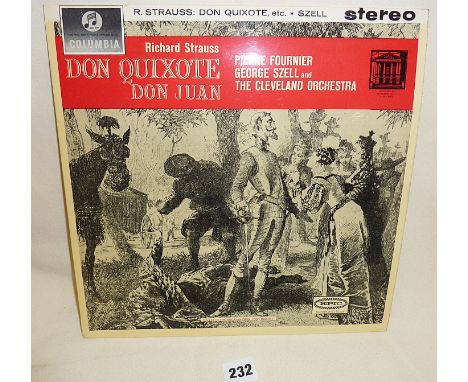 R. STRAUSS: DON QUIXOTE, etc. • SZELL
stereo
COLUMBIA
Richard Strauss
DON QUIXOTE
DON JUAN
PIERRE FOURNIER
GEORGE SZELL and
THE CLEVELAND ORCHESTRA
EPIC
232